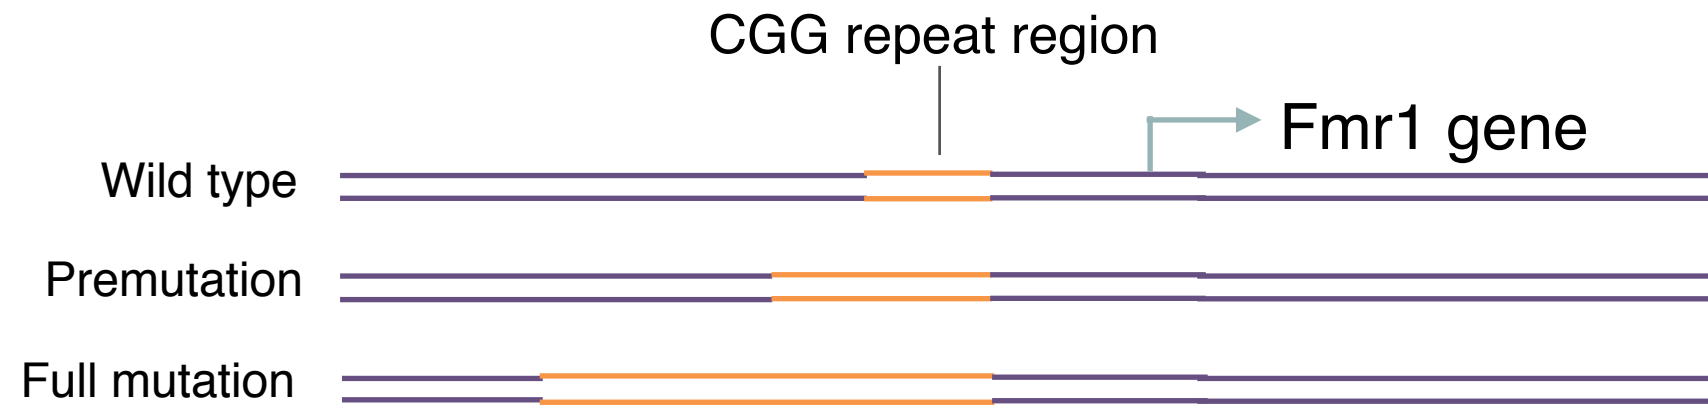 CGG repeat region
Fmr1 gene
Wild type
Premutation
Full mutation